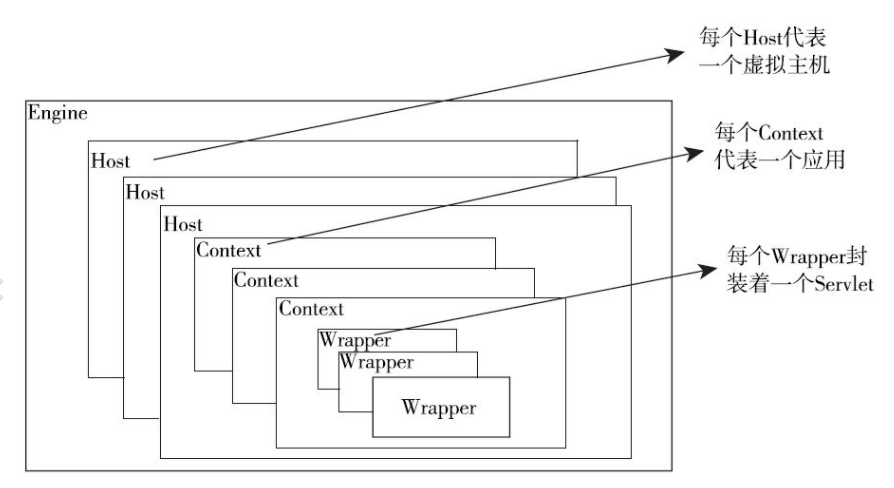 每个Host代表
一个虚拟主机
Engine
每个Context
代表一个应用
Host
Host
Host
Context
每个Wrapper封
装着一个Servlet
Context
Context
Wrapper
Wrapper
Wrapper